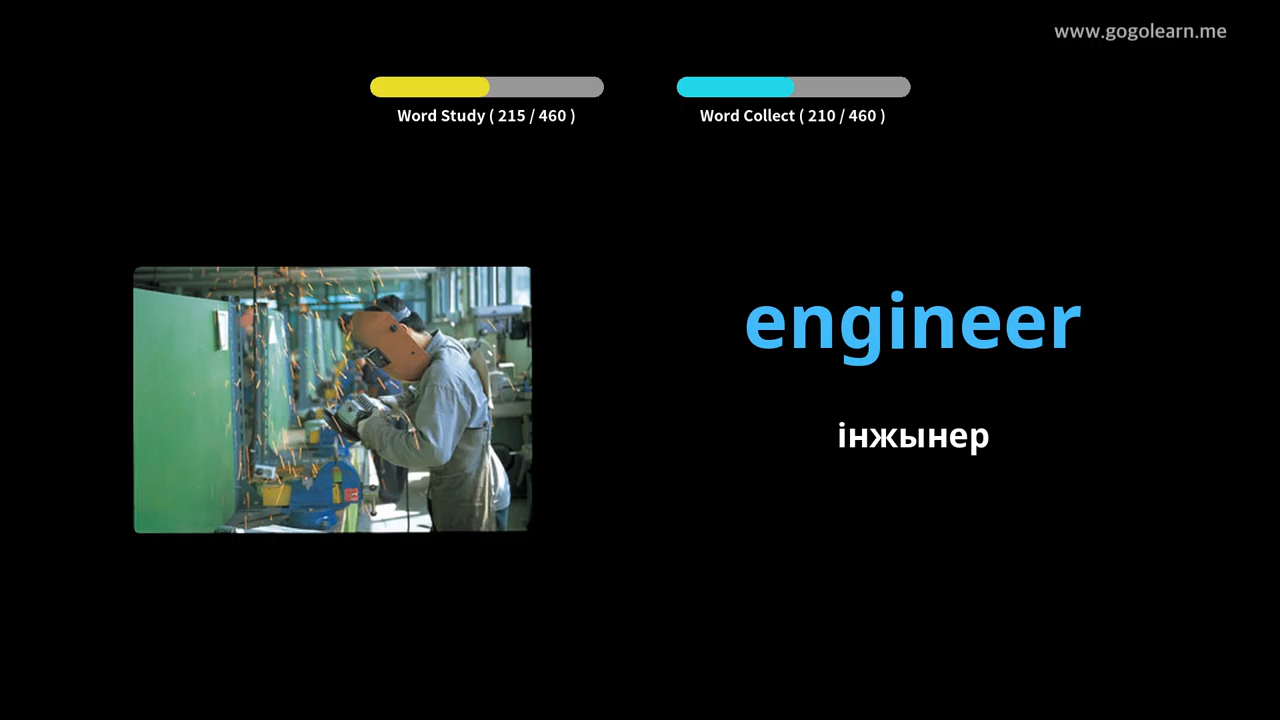 www.gogolearn.me
Word Study ( 215 / 460 )
Word Collect ( 210 / 460 )
engineer
інжынер